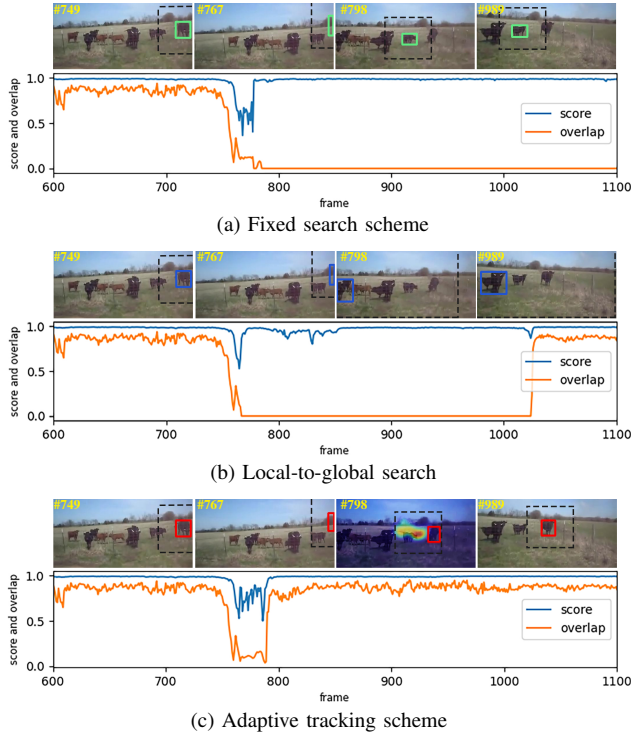 #749 #767 #798 #989
1.0
0.5
0.0
score and overlap
score
overlap
600 700 800 900 1000 1100
frame
(a) Fixed search scheme
#749 #767 #798 #989
1.0
0.5
0.0
score and overlap
score
overlap
600 700 800 900 1000 1100
frame
(b) Local-to-global search
#749 #767 #798 #989
1.0
0.5
0.0
score and overlap
score
overlap
600 700 800 900 1000 1100
frame
(c) Adaptive tracking scheme